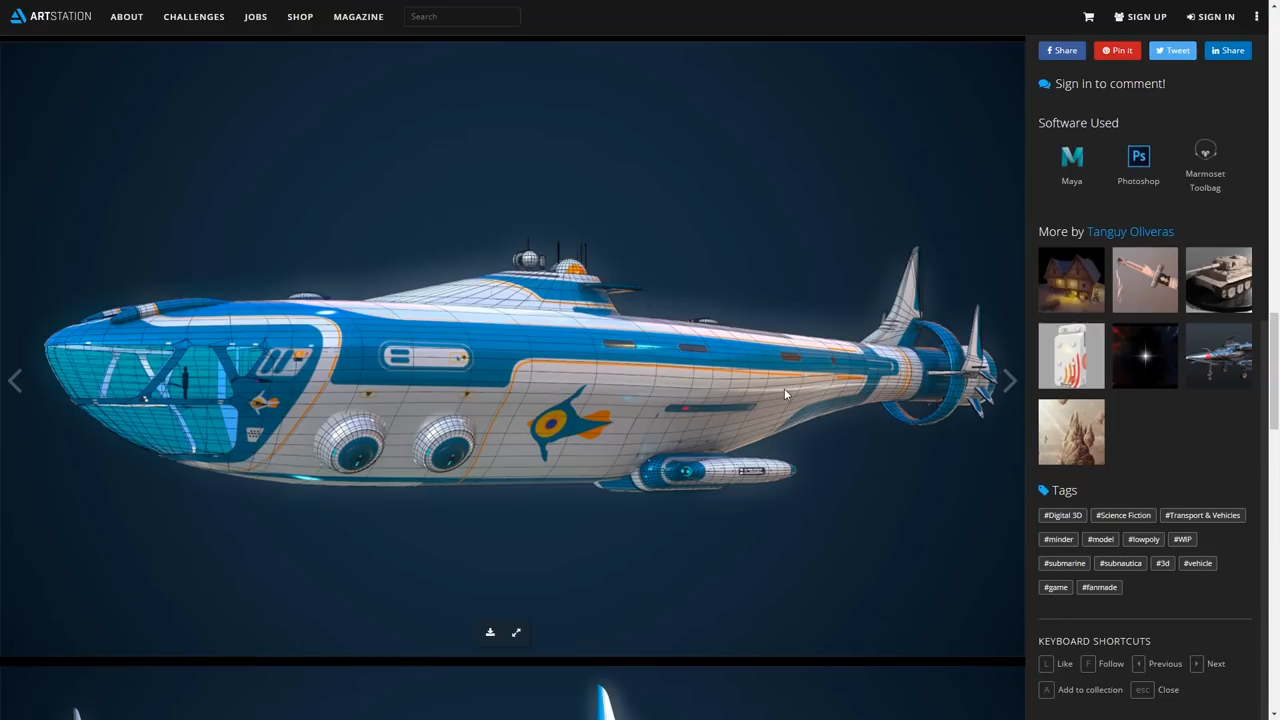 ARTSTATION ABOUT CHALLENGES JOBS SHOP MAGAZINE Search SIGN UP SIGN IN
Share Pin it Tweet Share
Sign in to comment!
Software Used
Maya Photoshop Marmoset Toolbag
More by Tanguy Oliveras
Tags
#Digital 3D #Science Fiction #Transport & Vehicles
#minder #model #lowpoly #WIP
#submarine #subnautica #3d #vehicle
#game #fanmade
KEYBOARD SHORTCUTS
L Like F Follow Previous Next
A Add to collection esc Close